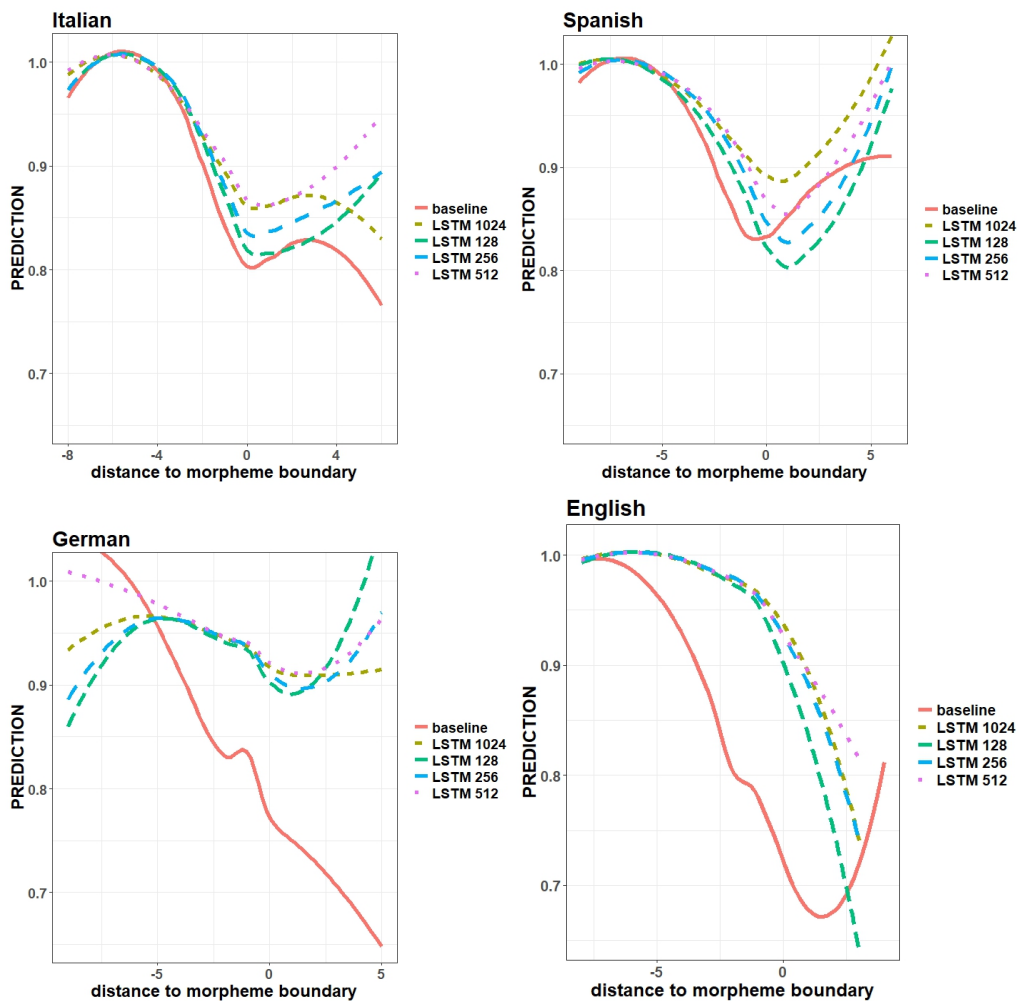 Italian
PREDICTION
1.0
0.9
0.8
0.7
-8
-4
0
4
distance to morpheme boundary
baseline
LSTM 1024
LSTM 128
LSTM 256
LSTM 512
Spanish
PREDICTION
1.0
0.9
0.8
0.7
-5
0
5
distance to morpheme boundary
baseline
LSTM 1024
LSTM 128
LSTM 256
LSTM 512
German
PREDICTION
1.0
0.9
0.8
0.7
-5
0
5
distance to morpheme boundary
baseline
LSTM 1024
LSTM 128
LSTM 256
LSTM 512
English
PREDICTION
1.0
0.9
0.8
0.7
-5
0
distance to morpheme boundary
baseline
LSTM 1024
LSTM 128
LSTM 256
LSTM 512